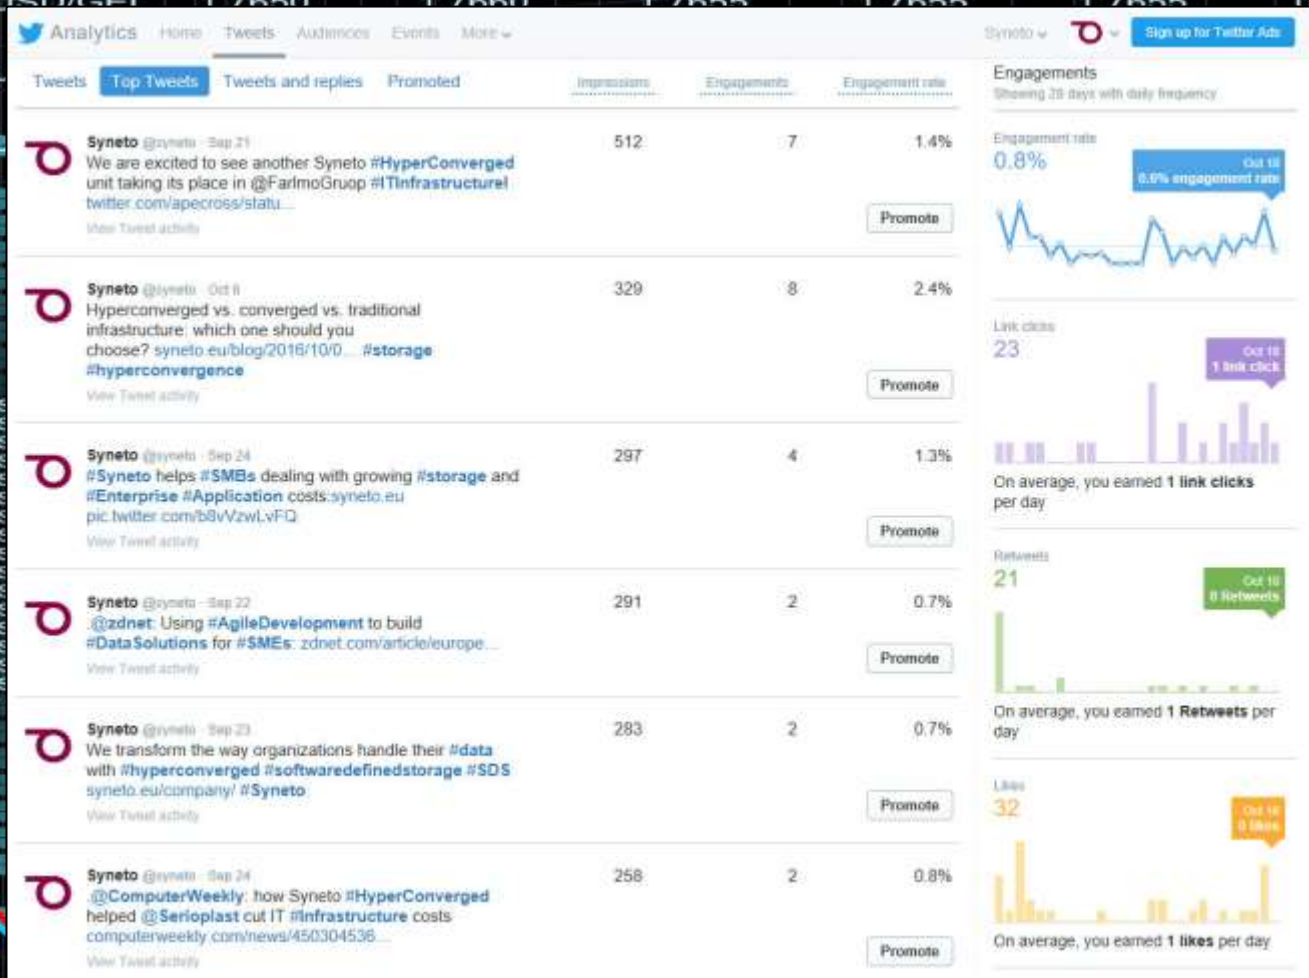 Analytics Home Tweets Audiences Events More
Syneto
Sign up for Twitter Ads
Tweets Top Tweets Tweets and replies Promoted
Impressions Engagements Engagement rate
Syneto @syneto · Sep 21
We are excited to see another Syneto #HyperConverged
unit taking its place in @FarlmoGruop #ITInfrastructure!
twitter.com/apecross/statu...
View Tweet activity
512 7 1.4%
Promote
Syneto @syneto · Oct
Hyperconverged vs. converged vs. traditional
infrastructure: which one should you
choose? syneto.eu/blog/2016/10/0... #storage
#hyperconvergence
View Tweet activity
329 8 2.4%
Promote
Syneto @syneto · Sep 24
#Syneto helps #SMBs dealing with growing #storage and
#Enterprise #Application costs:syneto.eu
pic.twitter.com/b8vVzwLvFQ
View Tweet activity
297 4 1.3%
Promote
Syneto @syneto · Sep 22
.@zdnet: Using #AgileDevelopment to build
#DataSolutions for #SMEs: zdnet.com/article/europe...
View Tweet activity
291 2 0.7%
Promote
Syneto @syneto · Sep 23
We transform the way organizations handle their #data
with #hyperconverged #softwaredefinedstorage #SDS
syneto.eu/company/ #Syneto
View Tweet activity
283 2 0.7%
Promote
Syneto @syneto · Sep 24
.@ComputerWeekly: how Syneto #HyperConverged
helped @Serioplast cut IT #Infrastructure costs
computerweekly.com/news/450304536...
View Tweet activity
258 2 0.8%
Promote
Engagements
Showing 28 days with daily frequency
Engagement rate
0.8%
Oct 18
0.6% engagement rate
Link clicks
23
Oct 18
1 link click
On average, you earned 1 link clicks
per day
Retweets
21
Oct 18
0 Retweets
On average, you earned 1 Retweets per
day
Likes
32
Oct 18
0 likes
On average, you earned 1 likes per day